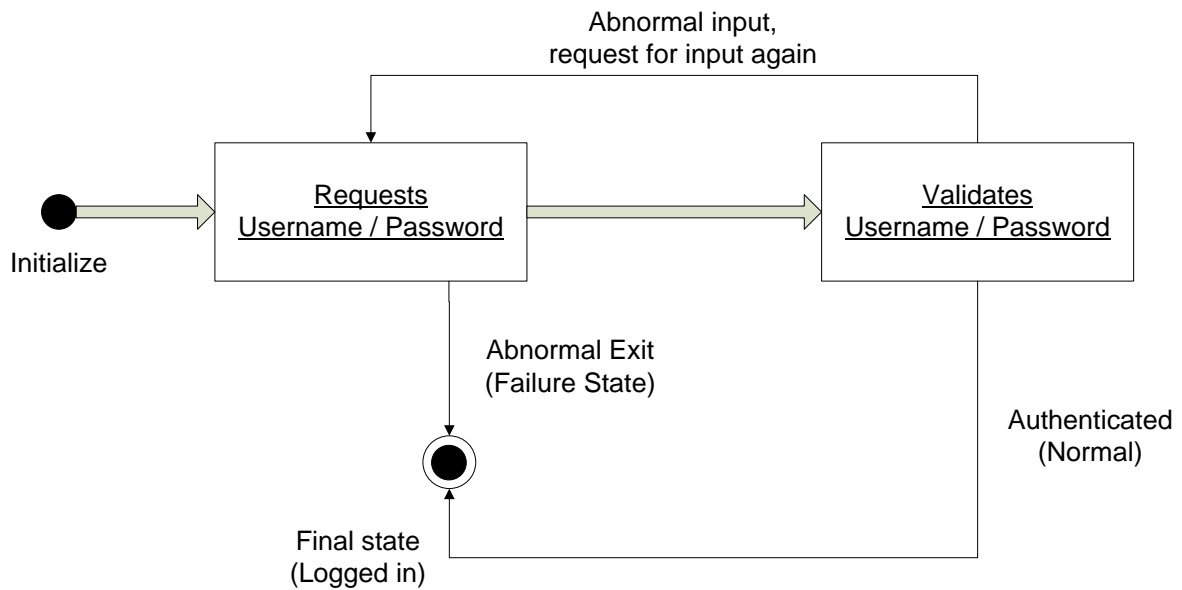 Abnormal input,
request for input again
Requests
Username / Password
Validates
Username / Password
Initialize
Abnormal Exit
(Failure State)
Authenticated
(Normal)
Final state
(Logged in)